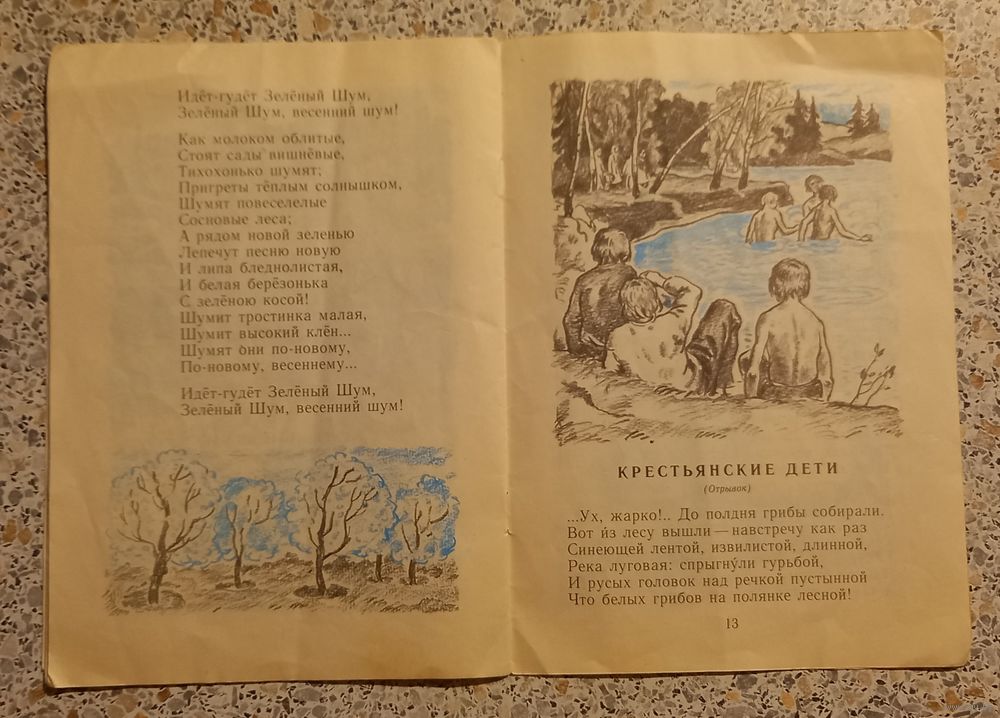 Идёт-гудёт Зелёный Шум,
Зелёный Шум, весенний шум!
Как молоком облитые,
Стоят сады вишнёвые,
Тихохонько шумят;
Пригреты тёплым солнышком,
Шумят повеселелые
Сосновые леса;
А рядом новой зеленью
Лепечут песню новую
И липа бледнолистая,
И белая берёзонька
С зелёною косой!
Шумит тростинка малая,
Шумит высокий клён...
Шумят они по-новому,
По-новому, весеннему...
Идёт-гудёт Зелёный Шум,
Зелёный Шум, весенний шум!
КРЕСТЬЯНСКИЕ ДЕТИ
(Отрывок)
...Ух, жарко!.. До полдня грибы собирали.
Вот и́з лесу вышли — навстречу как раз
Синеющей лентой, извилистой, длинной,
Река луговая: спрыгну́ли гурьбой,
И русых головок над речкой пустынной
Что белых грибов на полянке лесной!
13